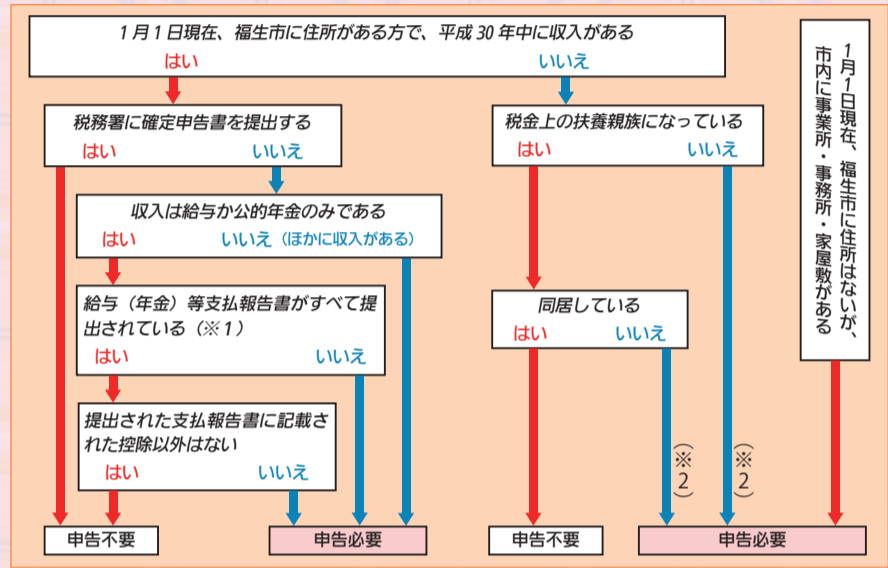 1月1日現在、福生市に住所がある方で、平成30年中に収入がある
はい
いいえ
税務署に確定申告書を提出する
はい
いいえ
収入は給与か公的年金のみである
はい
いいえ(ほかに収入がある)
給与(年金)等支払報告書がすべて提
出されている(※1)
はい
いいえ
提出された支払報告書に記載さ
れた控除以外はない
はい
いいえ
申告不要
申告必要
税金上の扶養親族になっている
はい
いいえ
同居している
はい
いいえ
(※2)
(※2)
申告不要
申告必要
1月1日現在、福生市に住所はないが、
市内に事業所・事務所・家屋敷がある